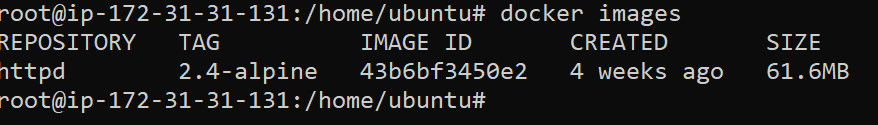 root@ip-172-31-31-131:/home/ubuntu# docker images
REPOSITORY   TAG          IMAGE ID       CREATED       SIZE
httpd        2.4-alpine   43b6bf3450e2   4 weeks ago   61.6MB
root@ip-172-31-31-131:/home/ubuntu#